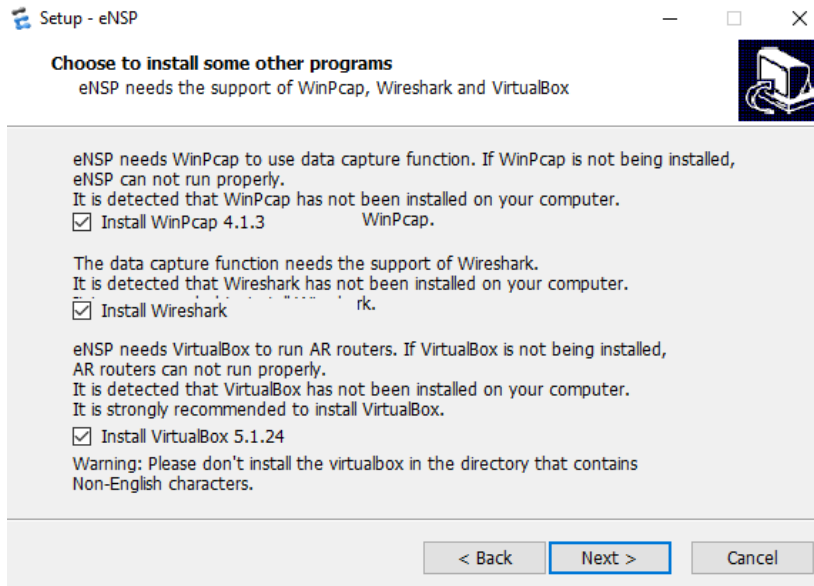 Setup - eNSP
Choose to install some other programs
eNSP needs the support of WinPcap, Wireshark and VirtualBox
eNSP needs WinPcap to use data capture function. If WinPcap is not being installed,
eNSP can not run properly.
It is detected that WinPcap has not been installed on your computer.
Install WinPcap 4.1.3 WinPcap.
The data capture function needs the support of Wireshark.
It is detected that Wireshark has not been installed on your computer.
rk.
Install Wireshark
eNSP needs VirtualBox to run AR routers. If VirtualBox is not being installed,
AR routers can not run properly.
It is detected that VirtualBox has not been installed on your computer.
It is strongly recommended to install VirtualBox.
Install VirtualBox 5.1.24
Warning: Please don't install the virtualbox in the directory that contains
Non-English characters.
< Back Next > Cancel